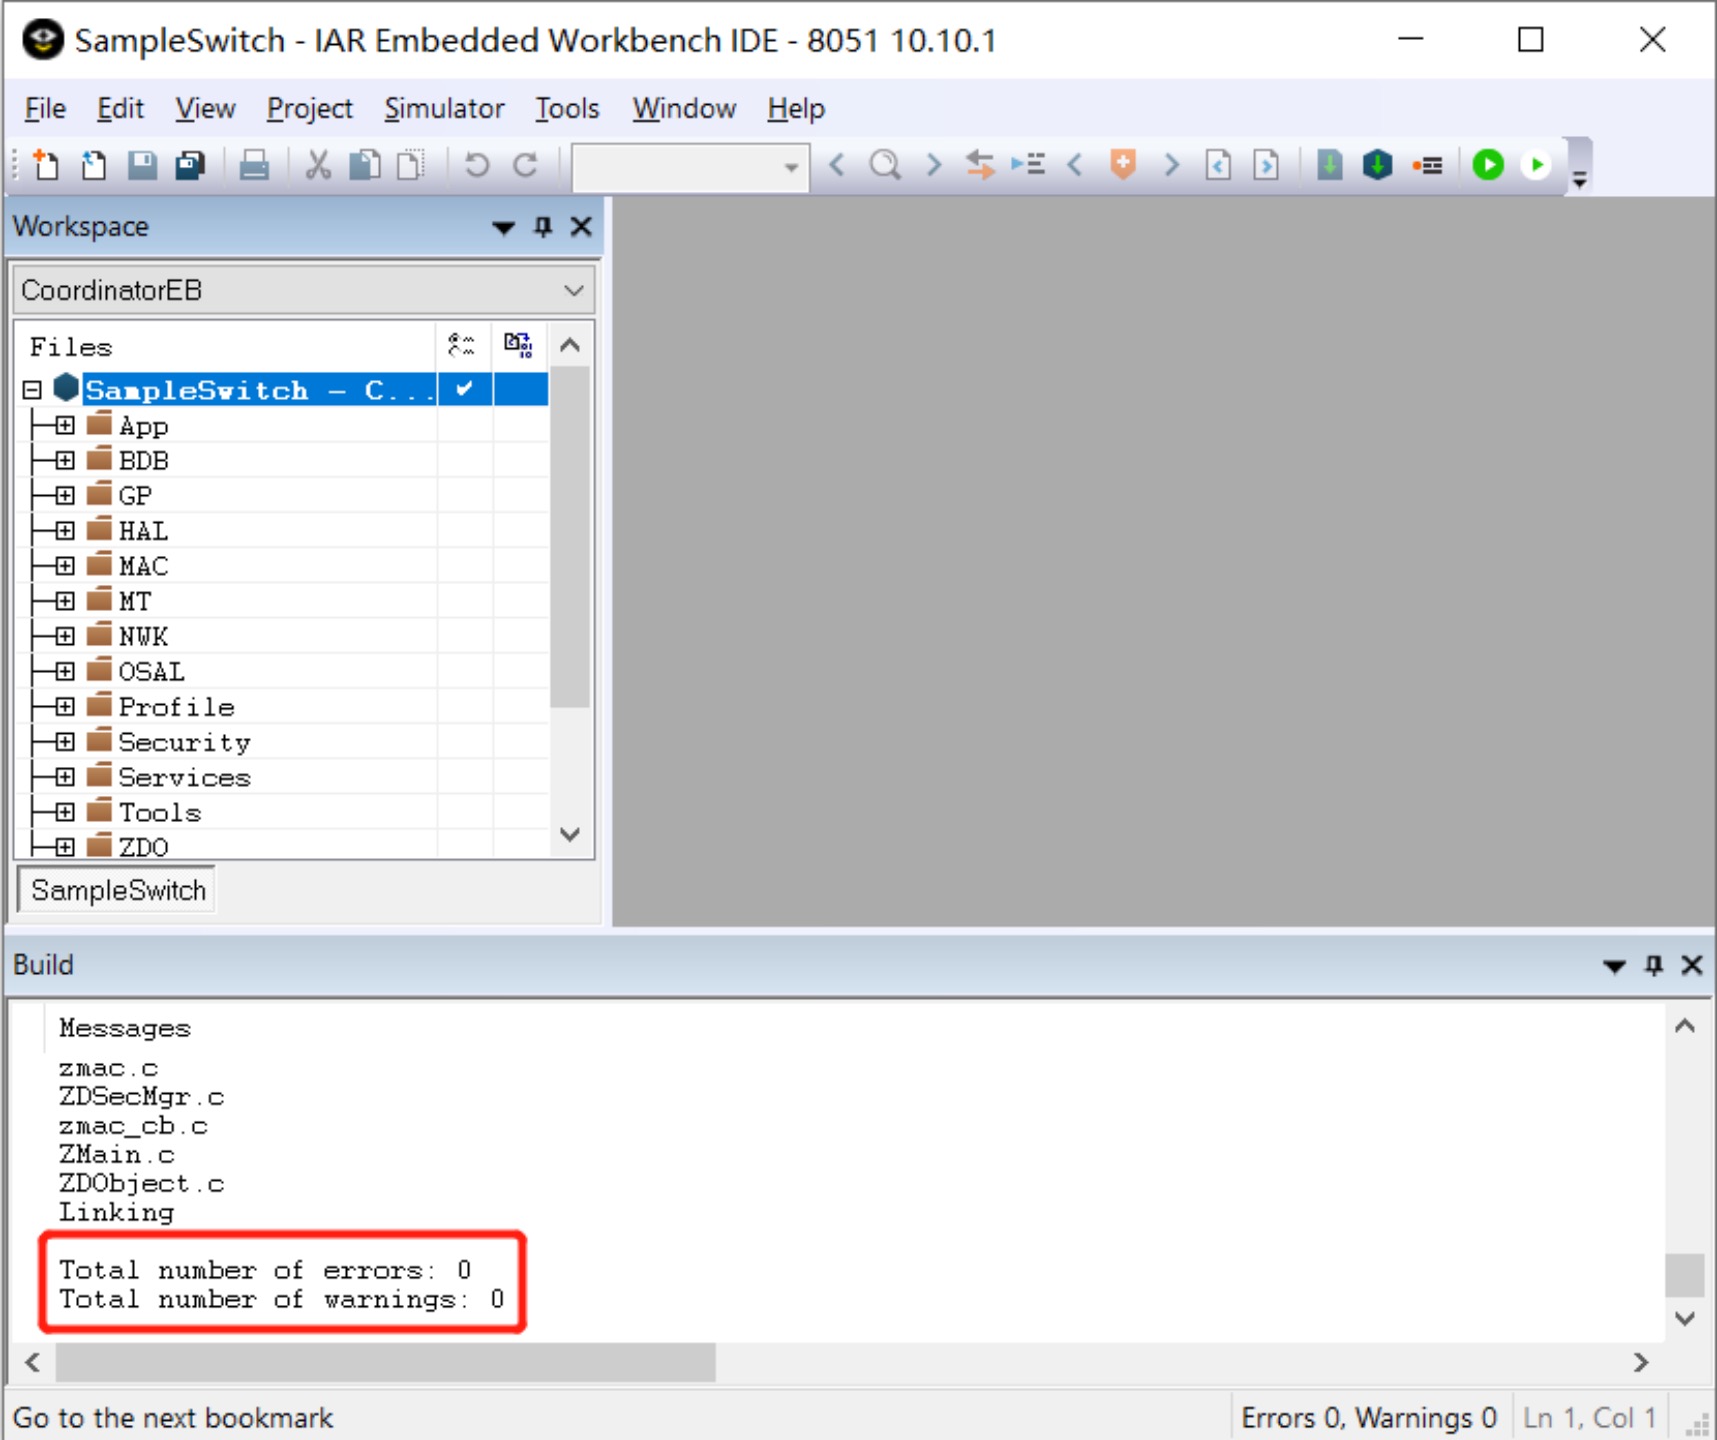 SampleSwitch - IAR Embedded Workbench IDE - 8051 10.10.1
File Edit View Project Simulator Tools Window Help
Workspace
CoordinatorEB
Files
SampleSwitch - C...
App
BDB
GP
HAL
MAC
MT
NWK
OSAL
Profile
Security
Services
Tools
ZDO
SampleSwitch
Build
Messages
zmac.c
ZDSecMgr.c
zmac_cb.c
ZMain.c
ZDObject.c
Linking
Total number of errors: 0
Total number of warnings: 0
Go to the next bookmark
Errors 0, Warnings 0
Ln 1, Col 1